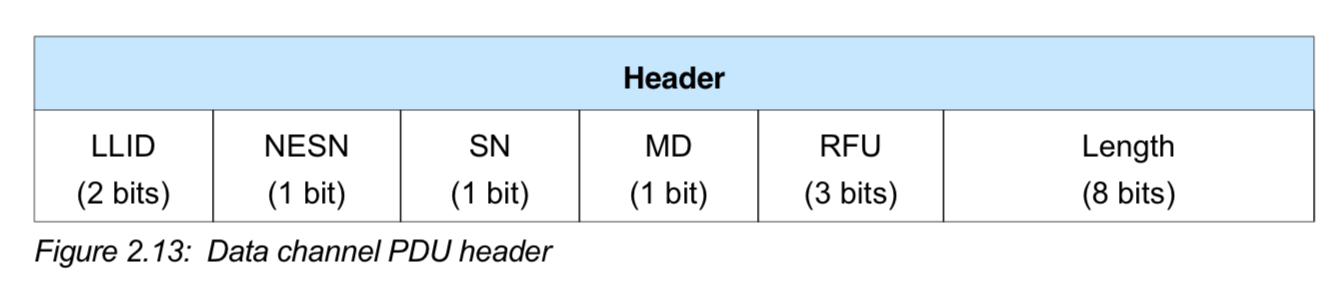 Header
LLID NESN SN MD RFU Length
(2 bits) (1 bit) (1 bit) (1 bit) (3 bits) (8 bits)
Figure 2.13: Data channel PDU header